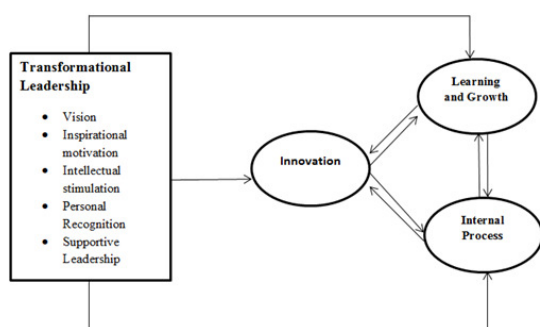 Transformational
Leadership
• Vision
• Inspirational
motivation
• Intellectual
stimulation
• Personal
Recognition
• Supportive
Leadership
Innovation
Learning
and Growth
Internal
Process